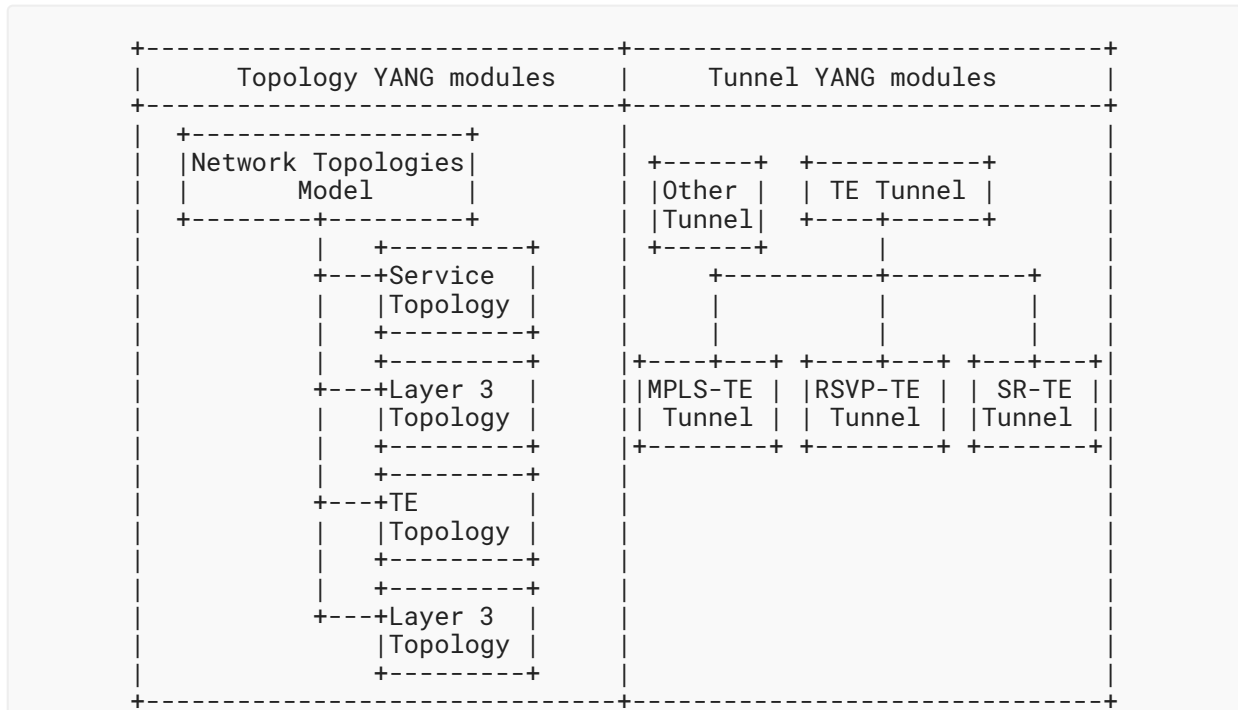 Topology YANG modules | Tunnel YANG modules
Network Topologies
Model
Other
Tunnel
TE Tunnel
Service
Topology
Layer 3
Topology
TE
Topology
Layer 3
Topology
MPLS-TE
Tunnel
RSVP-TE
Tunnel
SR-TE
Tunnel